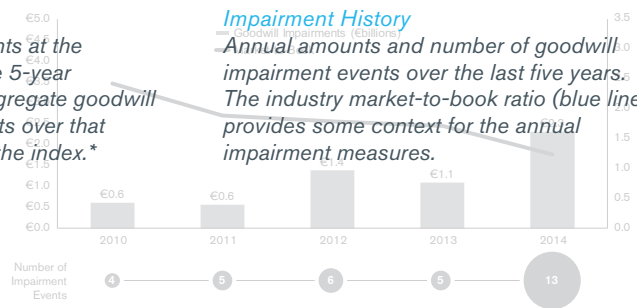 Impairment History
Annual amounts and number of goodwill
impairment events over the last five years.
The industry market-to-book ratio (blue line
provides some context for the annual
impairment measures.
nts at the
e 5-year
gregate goodwill
ts over that
the index.*
Goodwill Impairments (€billions)
€5.0
€4.5
€1.5
€1.0
€0.5
€0.0
3.5
3.0
2.0
1.5
1.0
0.5
0.0
€0.6
€0.6
€1.4
€1.1
2010
2011
2012
2013
2014
Number of
Impairment
Events
4
5
6
5
13